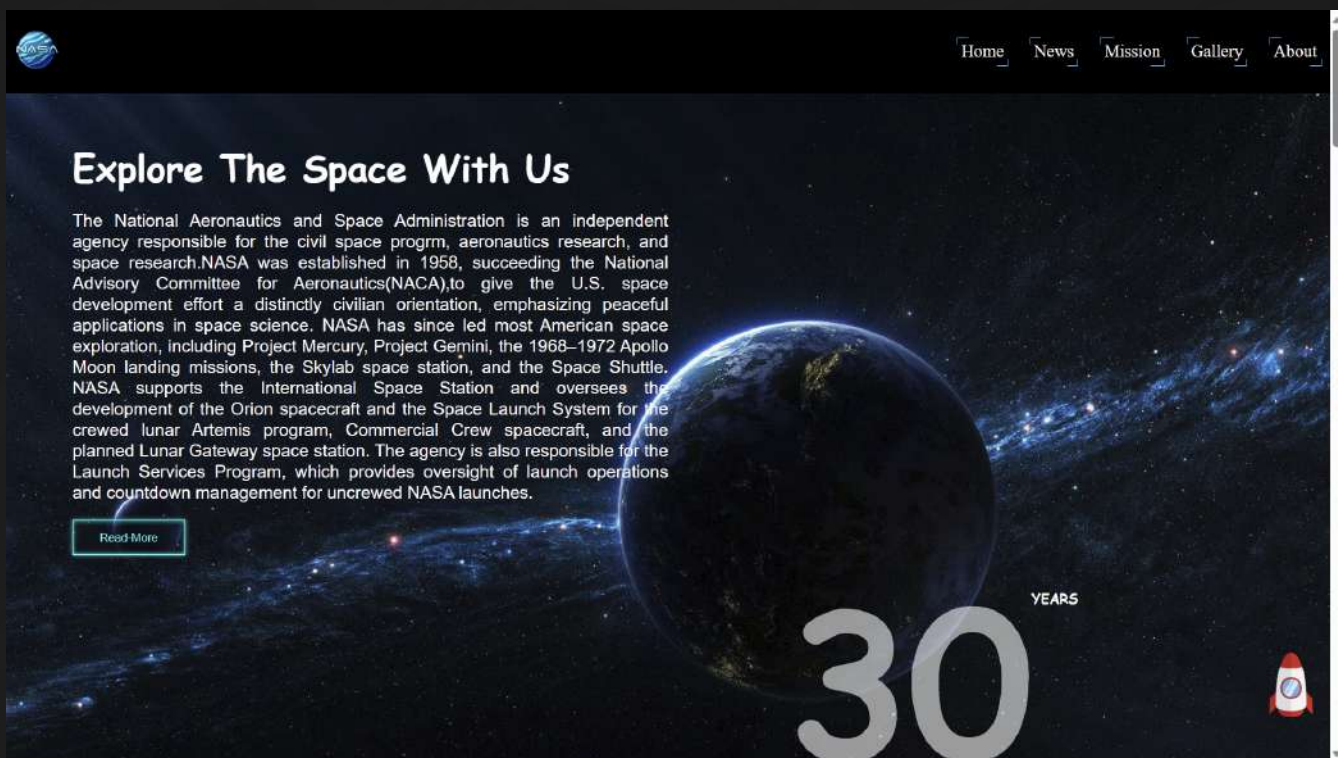 NASA
Home News Mission Gallery About
Explore The Space With Us
The National Aeronautics and Space Administration is an independent
agency responsible for the civil space progrm, aeronautics research, and
space research.NASA was established in 1958, succeeding the National
Advisory Committee for Aeronautics(NACA),to give the U.S. space
development effort a distinctly civilian orientation, emphasizing peaceful
applications in space science. NASA has since led most American space
exploration, including Project Mercury, Project Gemini, the 1968–1972 Apollo
Moon landing missions, the Skylab space station, and the Space Shuttle.
NASA supports the International Space Station and oversees the
development of the Orion spacecraft and the Space Launch System for the
crewed lunar Artemis program, Commercial Crew spacecraft, and the
planned Lunar Gateway space station. The agency is also responsible for the
Launch Services Program, which provides oversight of launch operations
and countdown management for uncrewed NASA launches.
Read More
YEARS
30